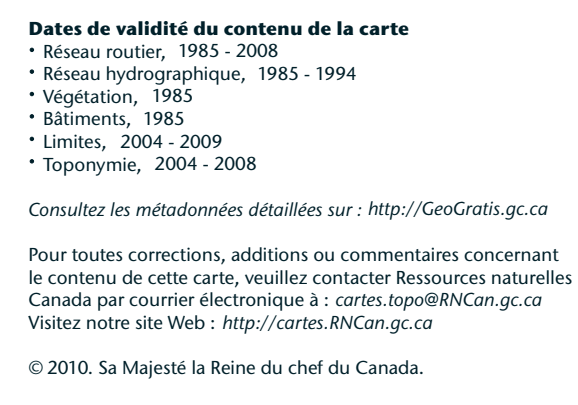 Dates de validité du contenu de la carte
• Réseau routier, 1985 - 2008
• Réseau hydrographique, 1985 - 1994
• Végétation, 1985
• Bâtiments, 1985
• Limites, 2004 - 2009
• Toponymie, 2004 - 2008
Consultez les métadonnées détaillées sur : http://GeoGratis.gc.ca
Pour toutes corrections, additions ou commentaires concernant
le contenu de cette carte, veuillez contacter Ressources naturelles
Canada par courrier électronique à : cartes.topo@RNCan.gc.ca
Visitez notre site Web : http://cartes.RNCan.gc.ca
© 2010. Sa Majesté la Reine du chef du Canada.